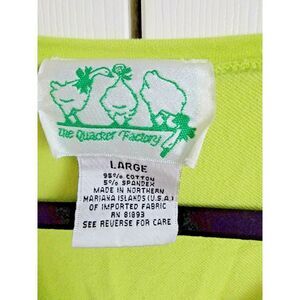 the Quacker Factory
LARGE
95% COTTON
5% SPANDEX
MADE IN NORTHERN
MARIANA ISLANDS (U.S.A.)
OF IMPORTED FABRIC
RN 81893
SEE REVERSE FOR CARE